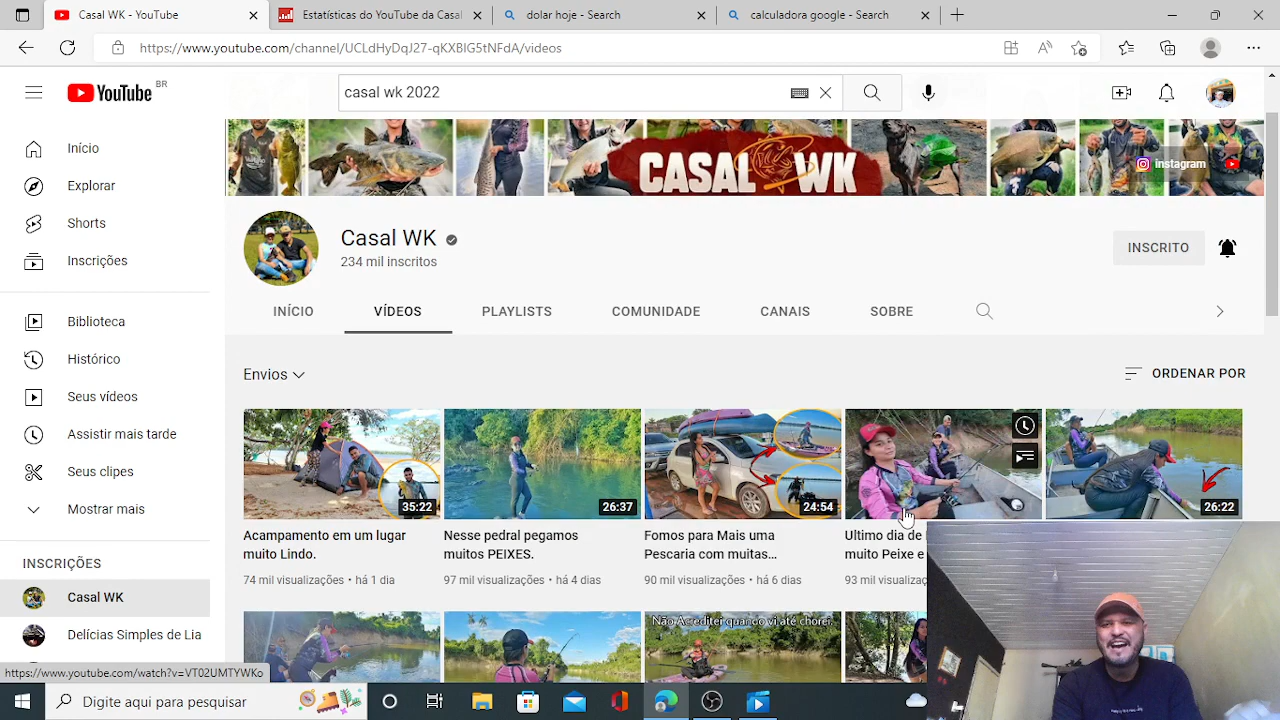 Casal WK - YouTube
Estatísticas do YouTube da Casal
dolar hoje - Search
calculadora google - Search
https://www.youtube.com/channel/UCLdHyDqJ27-qKXBIG5tNFdA/videos
YouTube BR
casal wk 2022
CASAL WK
instagram
Início
Explorar
Shorts
Inscrições
Biblioteca
Histórico
Seus vídeos
Assistir mais tarde
Seus clipes
Mostrar mais
INSCRIÇÕES
Casal WK
Delícias Simples de Lia
Casal WK
234 mil inscritos
INSCRITO
INÍCIO
VÍDEOS
PLAYLISTS
COMUNIDADE
CANAIS
SOBRE
Envios
ORDENAR POR
35:22
26:37
24:54
26:22
Acampamento em um lugar
muito Lindo.
74 mil visualizações • há 1 dia
Nesse pedral pegamos
muitos PEIXES.
97 mil visualizações • há 4 dias
Fomos para Mais uma
Pescaria com muitas...
90 mil visualizações • há 6 dias
Ultimo dia de
muito Peixe e
93 mil visualizaç
Não Acreditei quando vi até chorei
https://www.youtube.com/watch?v=VT02UMTYWKo
Digite aqui para pesquisar